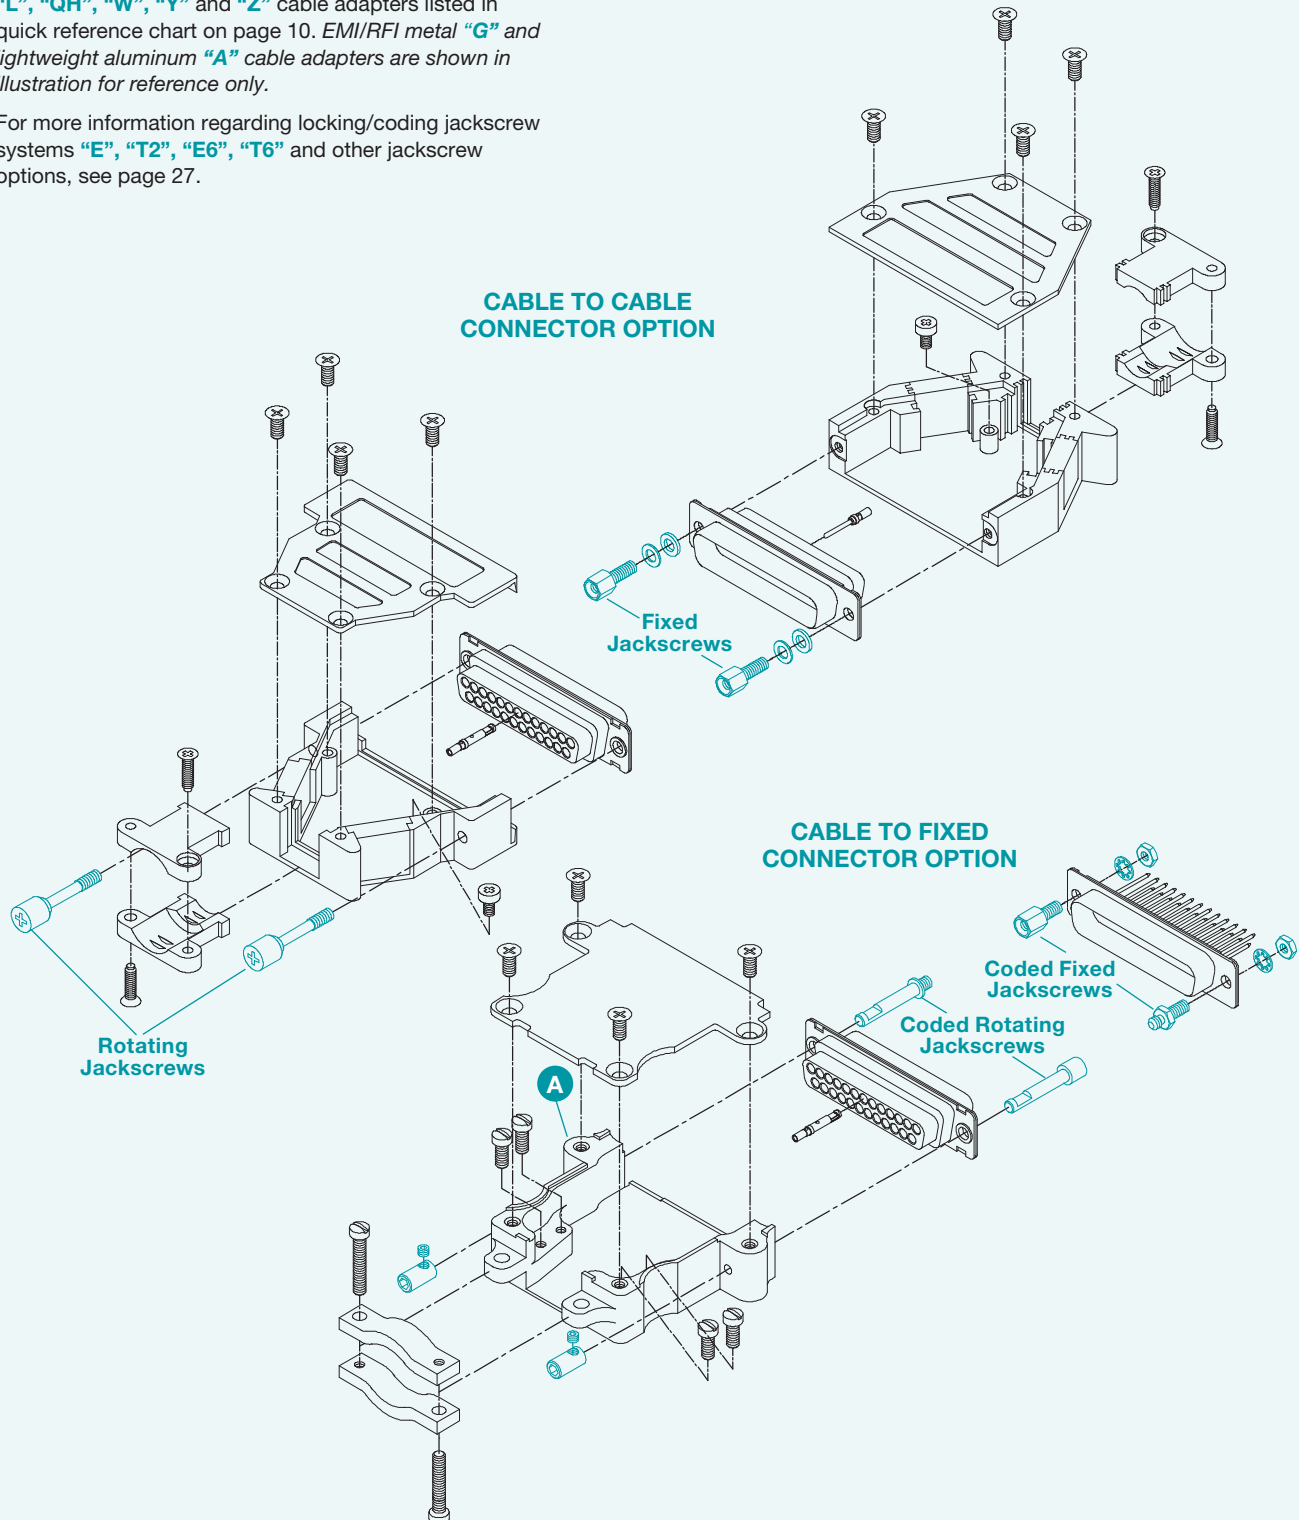 “L”, “QH”, “W”, “Y” and “Z” cable adapters listed in
quick reference chart on page 10. EMI/RFI metal “G” and
lightweight aluminum “A” cable adapters are shown in
illustration for reference only.
For more information regarding locking/coding jackscrew
systems “E”, “T2”, “E6”, “T6” and other jackscrew
options, see page 27.
CABLE TO CABLE
CONNECTOR OPTION
Fixed
Jackscrews
CABLE TO FIXED
CONNECTOR OPTION
Coded Fixed
Jackscrews
Coded Rotating
Jackscrews
Rotating
Jackscrews
A